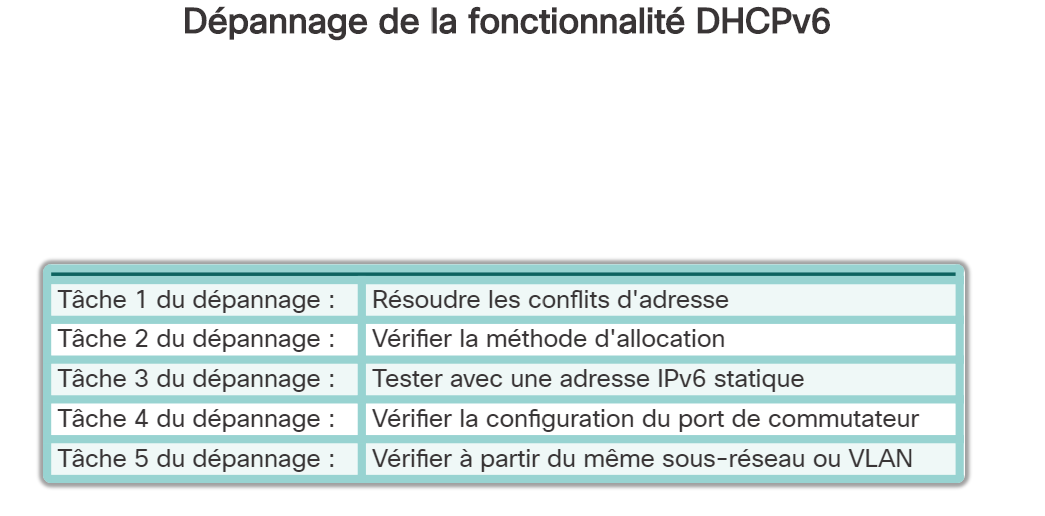 Dépannage de la fonctionnalité DHCPv6
Tâche 1 du dépannage : Résoudre les conflits d'adresse
Tâche 2 du dépannage : Vérifier la méthode d'allocation
Tâche 3 du dépannage : Tester avec une adresse IPv6 statique
Tâche 4 du dépannage : Vérifier la configuration du port de commutateur
Tâche 5 du dépannage : Vérifier à partir du même sous-réseau ou VLAN